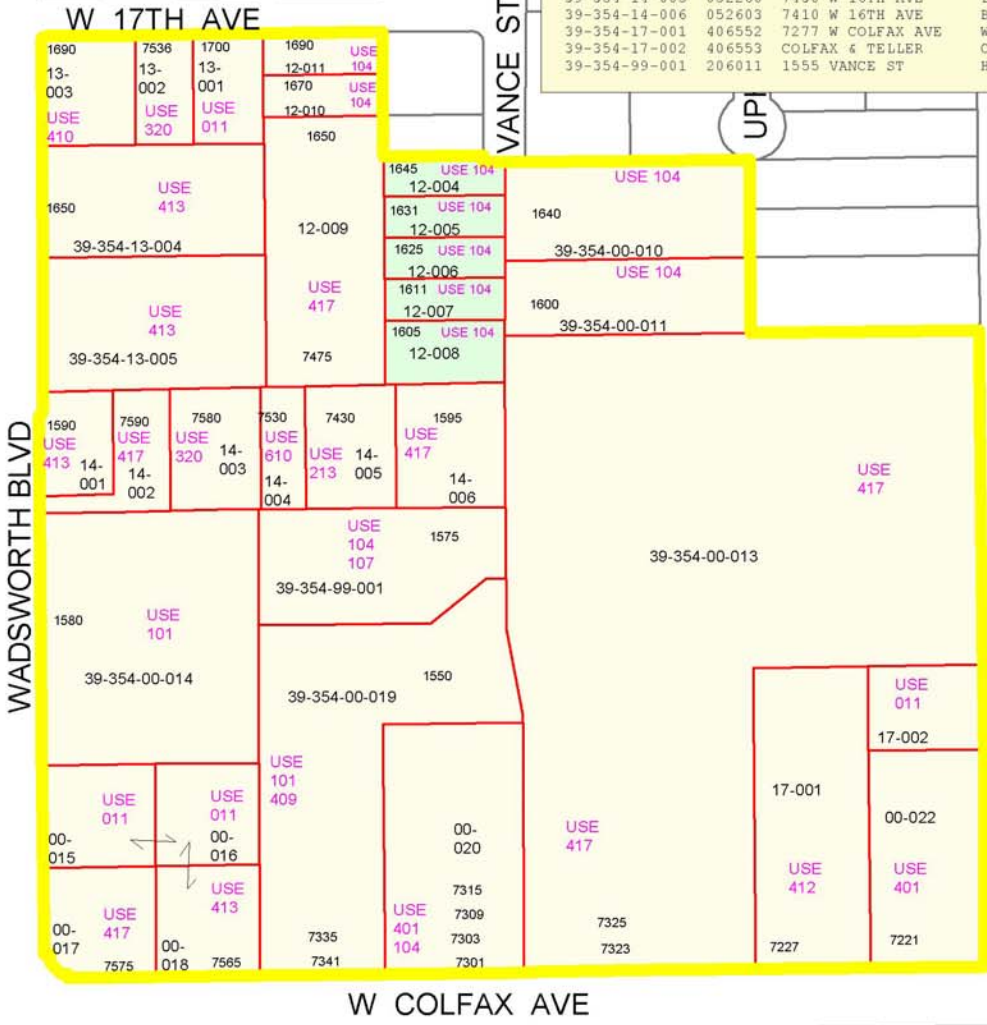 W 17TH AVE
VANCE ST
052603 7410 W 16TH AVE
39-354-14-006
39-354-17-001 406552 7277 W COLFAX AVE W
39-354-17-002 406553 COLFAX & TELLER
39-354-99-001 206011 1555 VANCE ST H
1690
13-
003
USE
410
7536
13-
002
USE
320
1700
13-
001
USE
011
1690
USE
104
12-011
1670
USE
104
12-010
1650
12-009
USE
417
7475
1650
USE
413
39-354-13-004
USE
413
39-354-13-005
1645 USE 104
12-004
1631 USE 104
12-005
1625 USE 104
12-006
1611 USE 104
12-007
1605 USE 104
12-008
USE 104
1640
39-354-00-010
USE 104
1600
39-354-00-011
1590
USE
413
14-
001
7590
USE
417
14-
002
7580
USE
320
14-
003
7530
USE
610
14-
004
7430
USE
213
14-
005
1595
USE
417
14-
006
WADSWORTH BLVD
USE
417
39-354-00-013
USE
104
107
1575
39-354-99-001
1580
USE
101
39-354-00-014
1550
39-354-00-019
USE
101
409
7335
7341
USE
011
00-
015
USE
011
00-
016
USE
417
00-
017
7575
USE
413
00-
018
7565
00-
020
7315
7309
7303
7301
USE
401
104
USE
417
7325
7323
17-001
USE
412
7227
USE
011
17-002
00-022
USE
401
7221
W COLFAX AVE